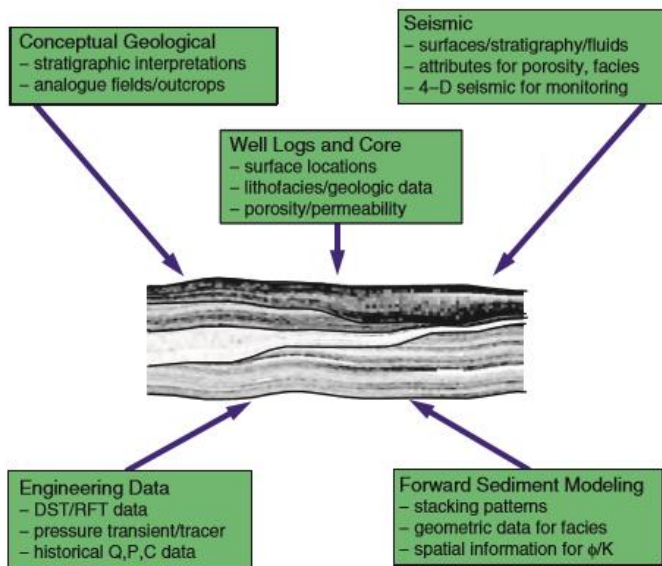 Conceptual Geological
– stratigraphic interpretations
– analogue fields/outcrops
Seismic
– surfaces/stratigraphy/fluids
– attributes for porosity, facies
– 4–D seismic for monitoring
Well Logs and Core
– surface locations
– lithofacies/geologic data
– porosity/permeability
Engineering Data
– DST/RFT data
– pressure transient/tracer
– historical Q,P,C data
Forward Sediment Modeling
– stacking patterns
– geometric data for facies
– spatial information for ϕ/K